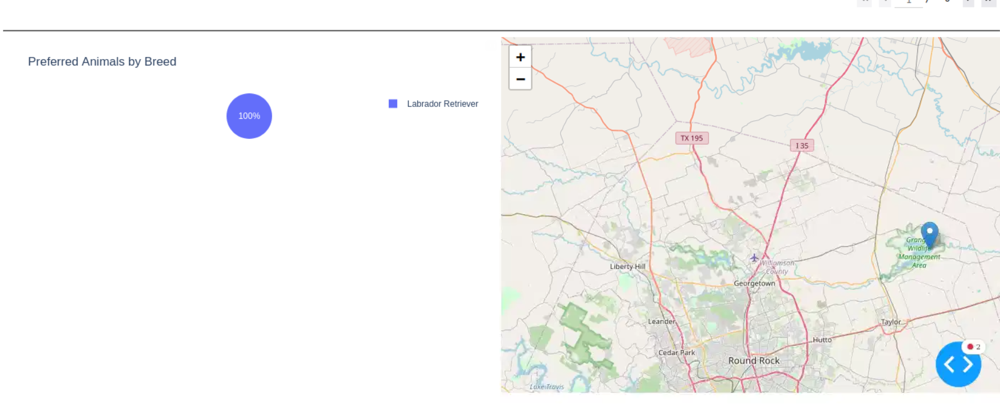 Preferred Animals by Breed
100%
Labrador Retriever
+
−
TX 195
I 35
Wildlife
Management
Area
Liberty Hill
Williamson
County
Georgetown
Leander
Taylor
Hutto
Cedar Park
Round Rock
Lake Travis
2